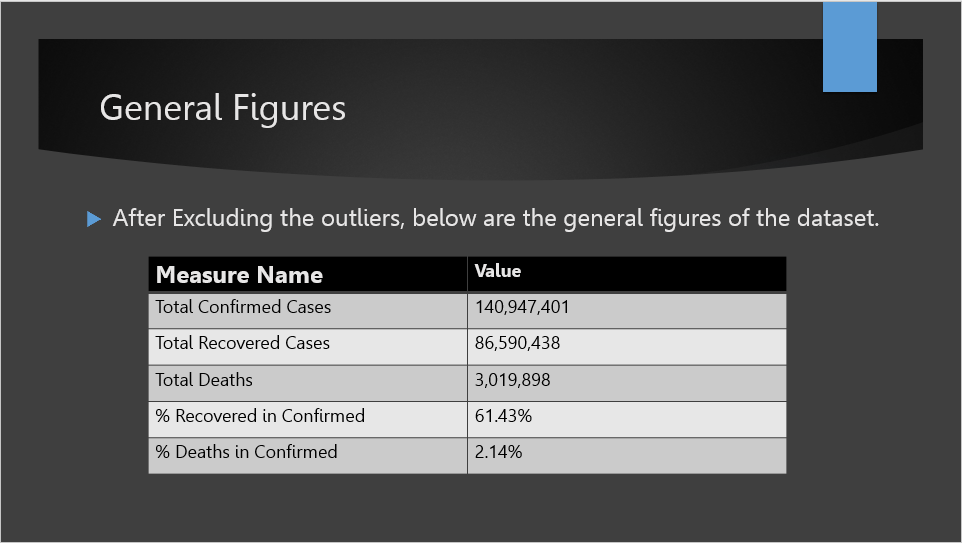 General Figures
After Excluding the outliers, below are the general figures of the dataset.
Measure Name Value
Total Confirmed Cases 140,947,401
Total Recovered Cases 86,590,438
Total Deaths 3,019,898
% Recovered in Confirmed 61.43%
% Deaths in Confirmed 2.14%